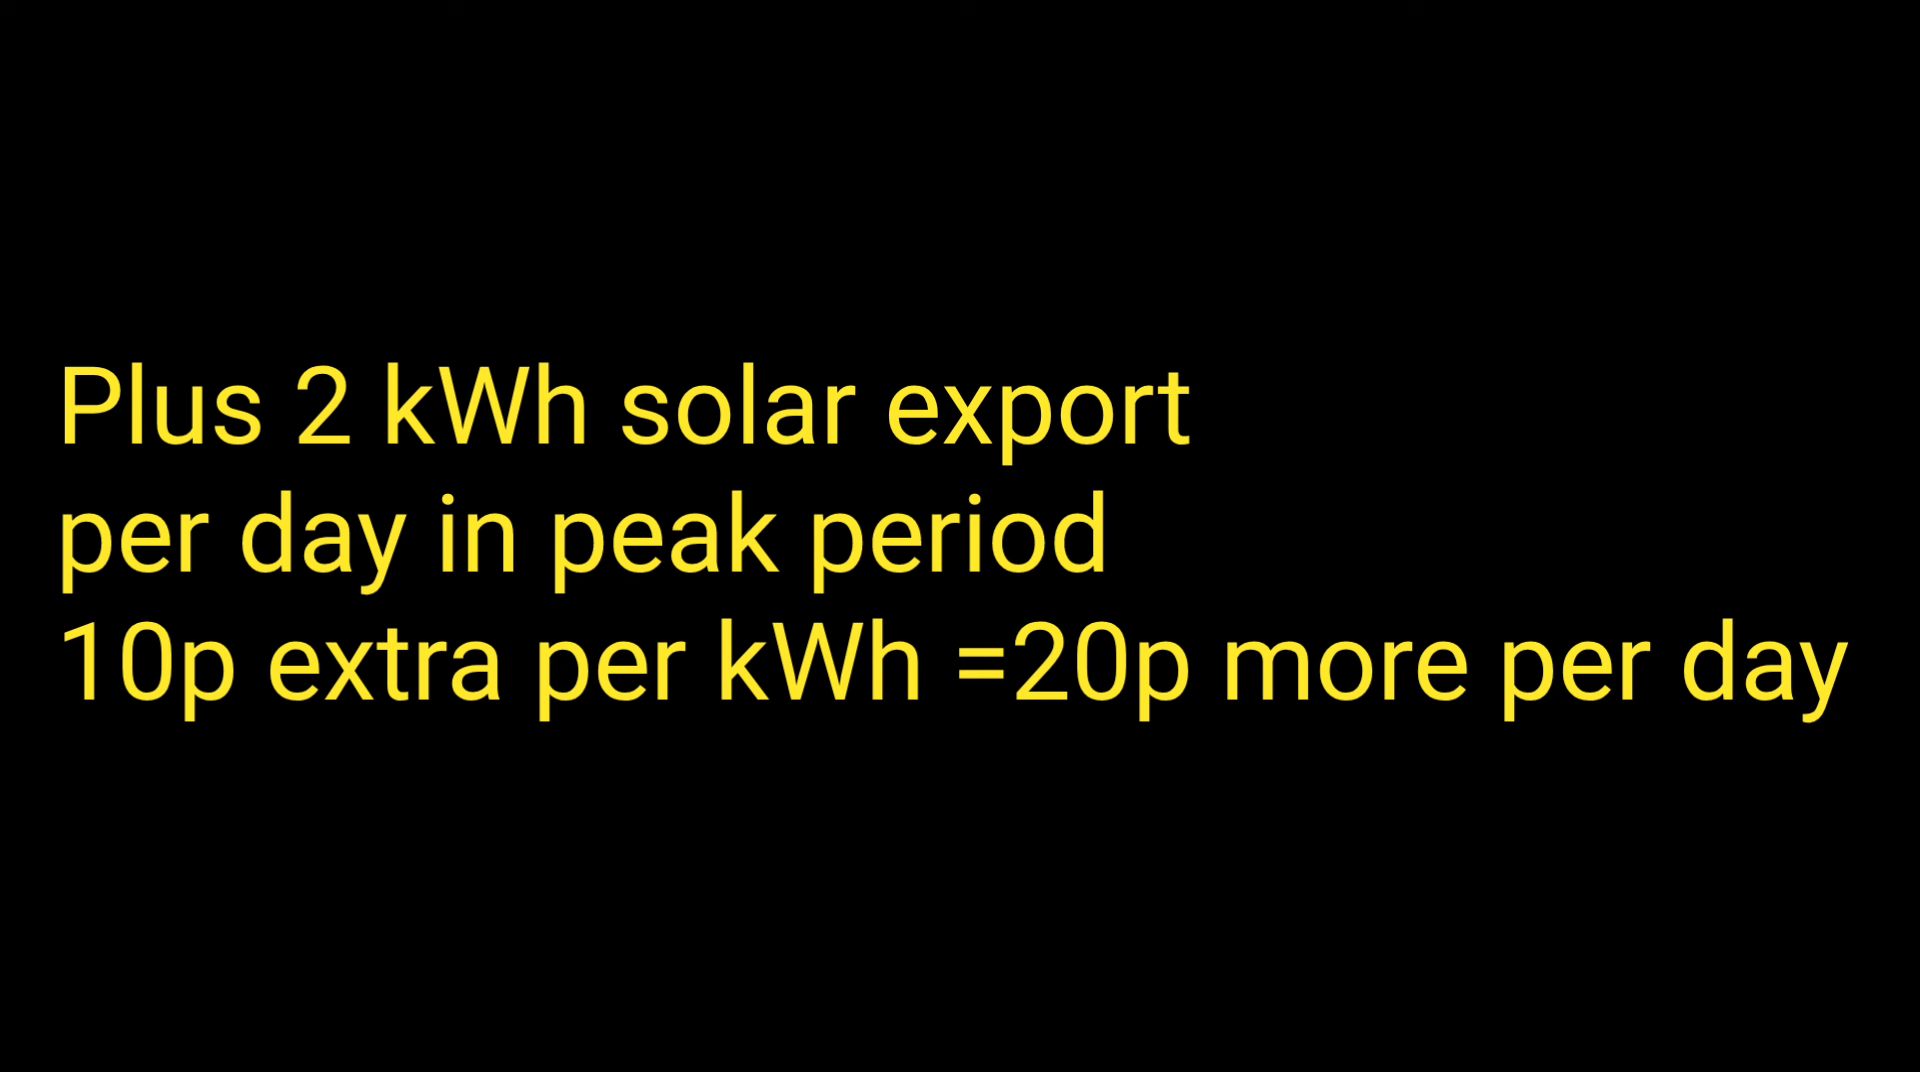 Plus 2 kWh solar export
per day in peak period
10p extra per kWh =20p more per day